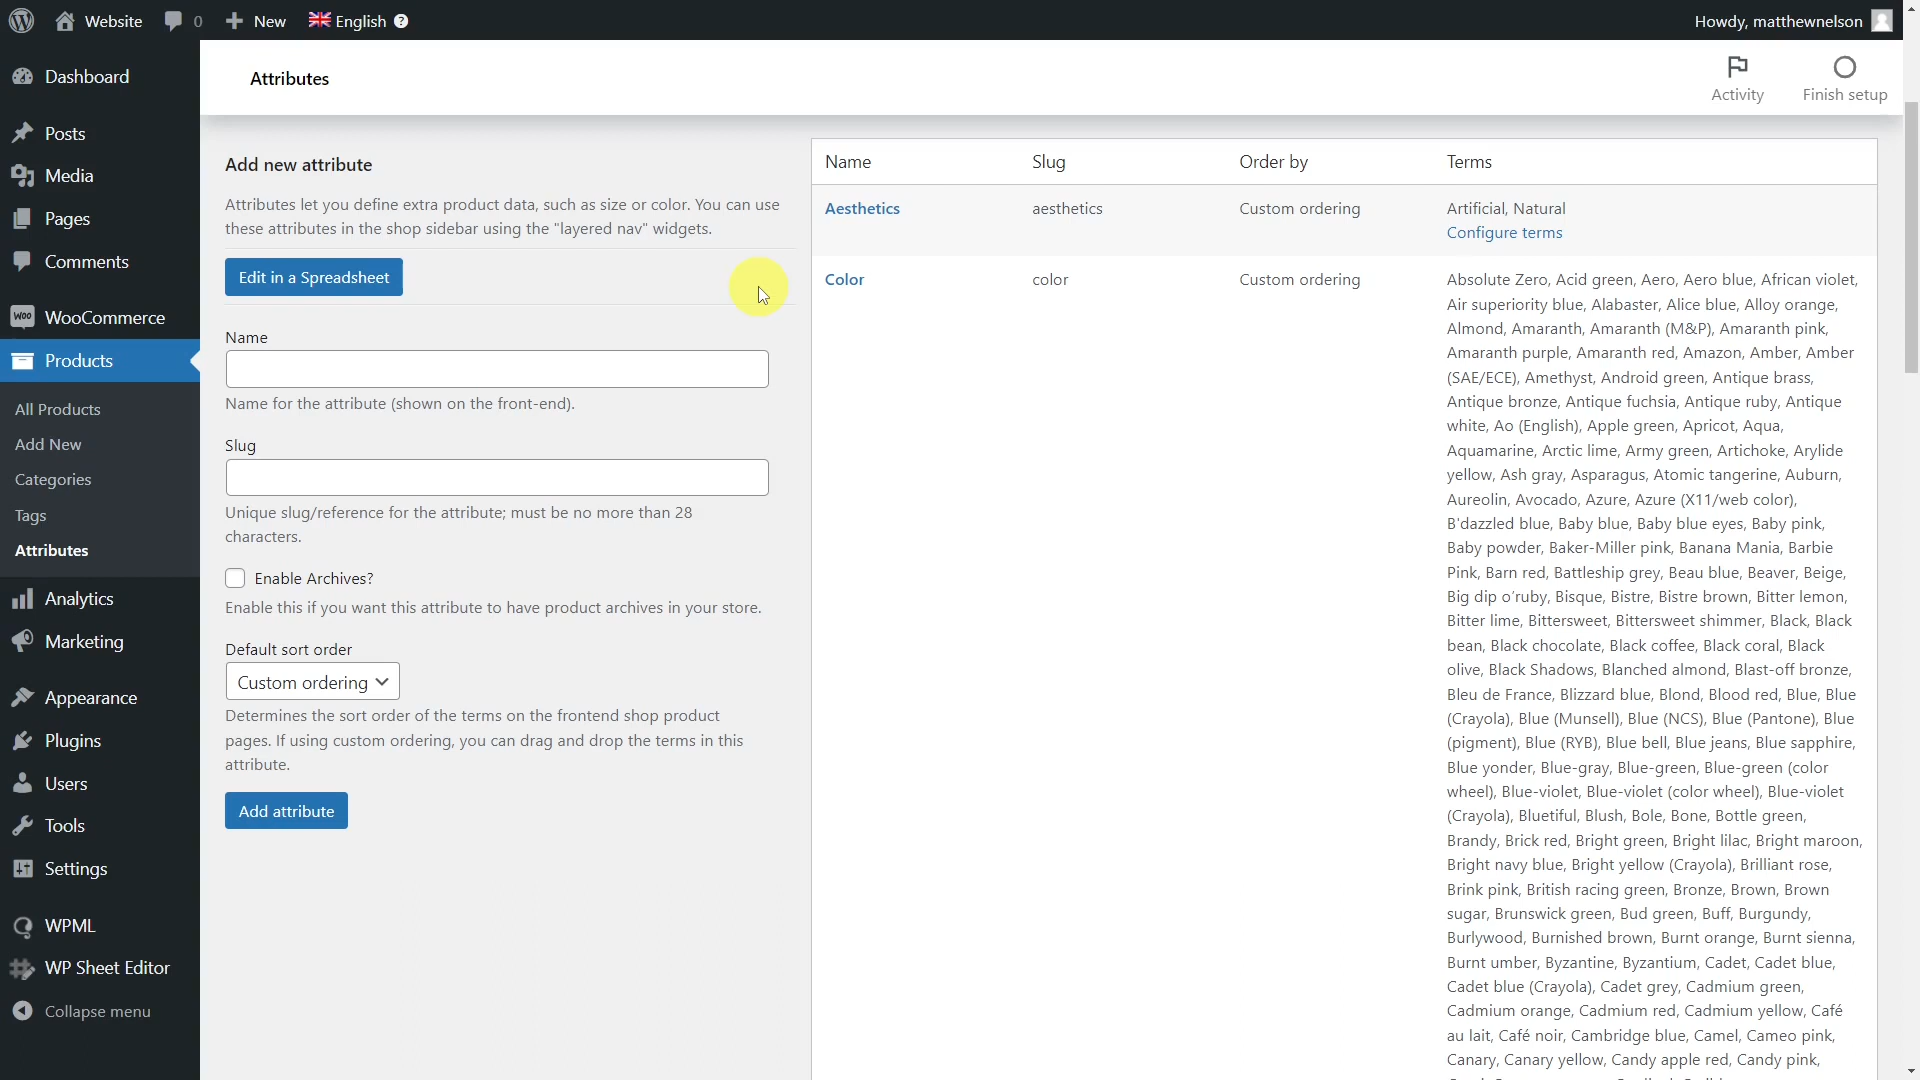 Website 0 New English ?
Howdy, matthewnelson
Dashboard
Posts
Media
Pages
Comments
WooCommerce
Products
All Products
Add New
Categories
Tags
Attributes
Analytics
Marketing
Appearance
Plugins
Users
Tools
Settings
WPML
WP Sheet Editor
Collapse menu
Attributes
Activity
Finish setup
Add new attribute
Attributes let you define extra product data, such as size or color. You can use
these attributes in the shop sidebar using the "layered nav" widgets.
Edit in a Spreadsheet
Name
Name for the attribute (shown on the front-end).
Slug
Unique slug/reference for the attribute; must be no more than 28
characters.
Enable Archives?
Enable this if you want this attribute to have product archives in your store.
Default sort order
Custom ordering
Determines the sort order of the terms on the frontend shop product
pages. If using custom ordering, you can drag and drop the terms in this
attribute.
Add attribute
Name Slug Order by Terms
Aesthetics aesthetics Custom ordering Artificial, Natural
Configure terms
Color color Custom ordering Absolute Zero, Acid green, Aero, Aero blue, African violet,
Air superiority blue, Alabaster, Alice blue, Alloy orange,
Almond, Amaranth, Amaranth (M&P), Amaranth pink,
Amaranth purple, Amaranth red, Amazon, Amber, Amber
(SAE/ECE), Amethyst, Android green, Antique brass,
Antique bronze, Antique fuchsia, Antique ruby, Antique
white, Ao (English), Apple green, Apricot, Aqua,
Aquamarine, Arctic lime, Army green, Artichoke, Arylide
yellow, Ash gray, Asparagus, Atomic tangerine, Auburn,
Aureolin, Avocado, Azure, Azure (X11/web color),
B'dazzled blue, Baby blue, Baby blue eyes, Baby pink,
Baby powder, Baker-Miller pink, Banana Mania, Barbie
Pink, Barn red, Battleship grey, Beau blue, Beaver, Beige,
Big dip o’ruby, Bisque, Bistre, Bistre brown, Bitter lemon,
Bitter lime, Bittersweet, Bittersweet shimmer, Black, Black
bean, Black chocolate, Black coffee, Black coral, Black
olive, Black Shadows, Blanched almond, Blast-off bronze,
Bleu de France, Blizzard blue, Blond, Blood red, Blue, Blue
(Crayola), Blue (Munsell), Blue (NCS), Blue (Pantone), Blue
(pigment), Blue (RYB), Blue bell, Blue jeans, Blue sapphire,
Blue yonder, Blue-gray, Blue-green, Blue-green (color
wheel), Blue-violet, Blue-violet (color wheel), Blue-violet
(Crayola), Bluetiful, Blush, Bole, Bone, Bottle green,
Brandy, Brick red, Bright green, Bright lilac, Bright maroon,
Bright navy blue, Bright yellow (Crayola), Brilliant rose,
Brink pink, British racing green, Bronze, Brown, Brown
sugar, Brunswick green, Bud green, Buff, Burgundy,
Burlywood, Burnished brown, Burnt orange, Burnt sienna,
Burnt umber, Byzantine, Byzantium, Cadet, Cadet blue,
Cadet blue (Crayola), Cadet grey, Cadmium green,
Cadmium orange, Cadmium red, Cadmium yellow, Café
au lait, Café noir, Cambridge blue, Camel, Cameo pink,
Canary, Canary yellow, Candy apple red, Candy pink,